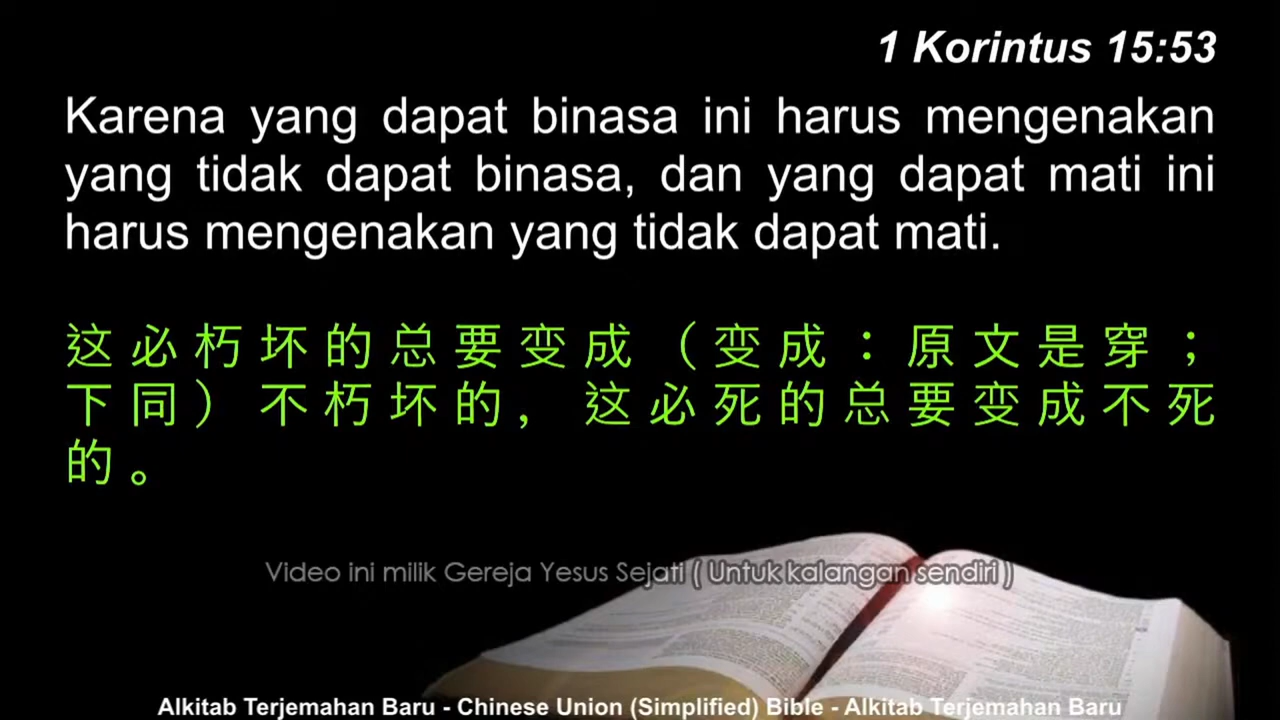 1 Korintus 15:53
Karena yang dapat binasa ini harus mengenakan
yang tidak dapat binasa, dan yang dapat mati ini
harus mengenakan yang tidak dapat mati.
这必朽坏的总要变成（变成：原文是穿；
下同）不朽坏的，这必死的总要变成不死
的。
Video ini milik Gereja Yesus Sejati ( Untuk kalangan sendiri )
Alkitab Terjemahan Baru - Chinese Union (Simplified) Bible - Alkitab Terjemahan Baru